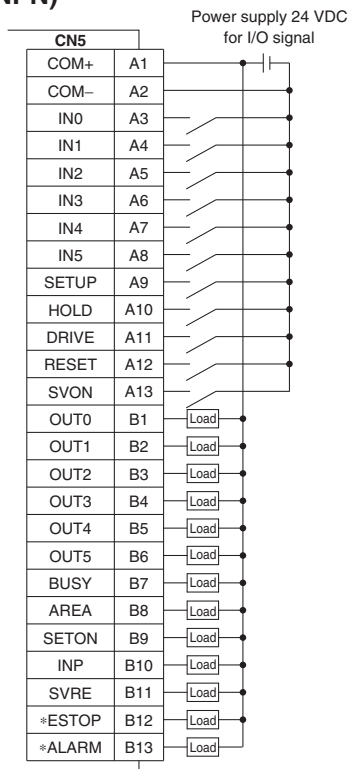 NPN)
Power supply 24 VDC
for I/O signal
CN5
COM+ A1
COM− A2
IN0 A3
IN1 A4
IN2 A5
IN3 A6
IN4 A7
IN5 A8
SETUP A9
HOLD A10
DRIVE A11
RESET A12
SVON A13
OUT0 B1 Load
OUT1 B2 Load
OUT2 B3 Load
OUT3 B4 Load
OUT4 B5 Load
OUT5 B6 Load
BUSY B7 Load
AREA B8 Load
SETON B9 Load
INP B10 Load
SVRE B11 Load
∗ESTOP B12 Load
∗ALARM B13 Load